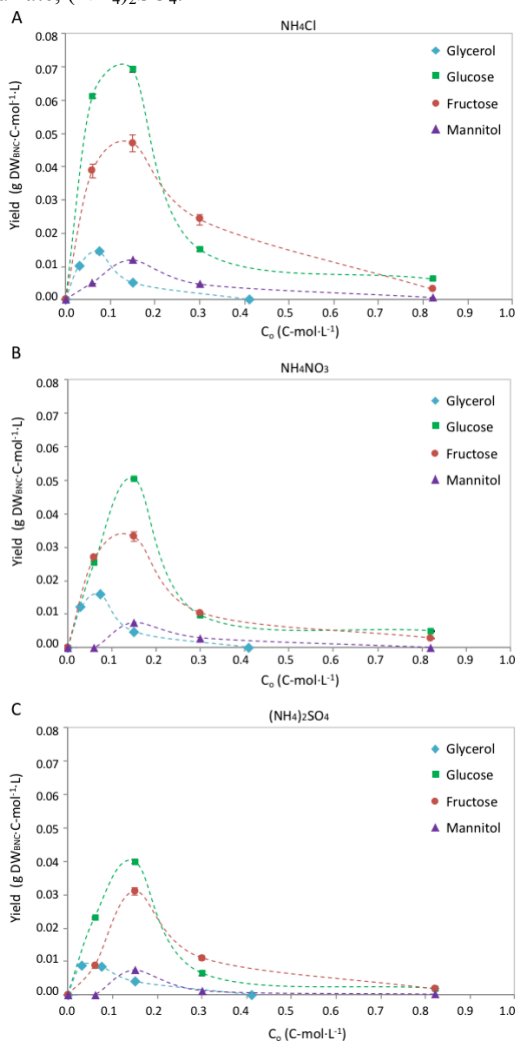 A
NH4Cl
Glycerol
Glucose
Fructose
Mannitol
Yield (g DWBNC·C-mol-1·L)
0.08
0.07
0.06
0.05
0.04
0.03
0.02
0.01
0.00
0.0 0.1 0.2 0.3 0.4 0.5 0.6 0.7 0.8 0.9 1.0
Co (C-mol·L-1)
B
NH4NO3
Glycerol
Glucose
Fructose
Mannitol
Yield (g DWBNC·C-mol-1·L)
0.08
0.07
0.06
0.05
0.04
0.03
0.02
0.01
0.00
0.0 0.1 0.2 0.3 0.4 0.5 0.6 0.7 0.8 0.9 1.0
Co (C-mol·L-1)
C
(NH4)2SO4
Glycerol
Glucose
Fructose
Mannitol
Yield (g DWBNC·C-mol-1·L)
0.08
0.07
0.06
0.05
0.04
0.03
0.02
0.01
0.00
0.0 0.1 0.2 0.3 0.4 0.5 0.6 0.7 0.8 0.9 1.0
Co (C-mol·L-1)